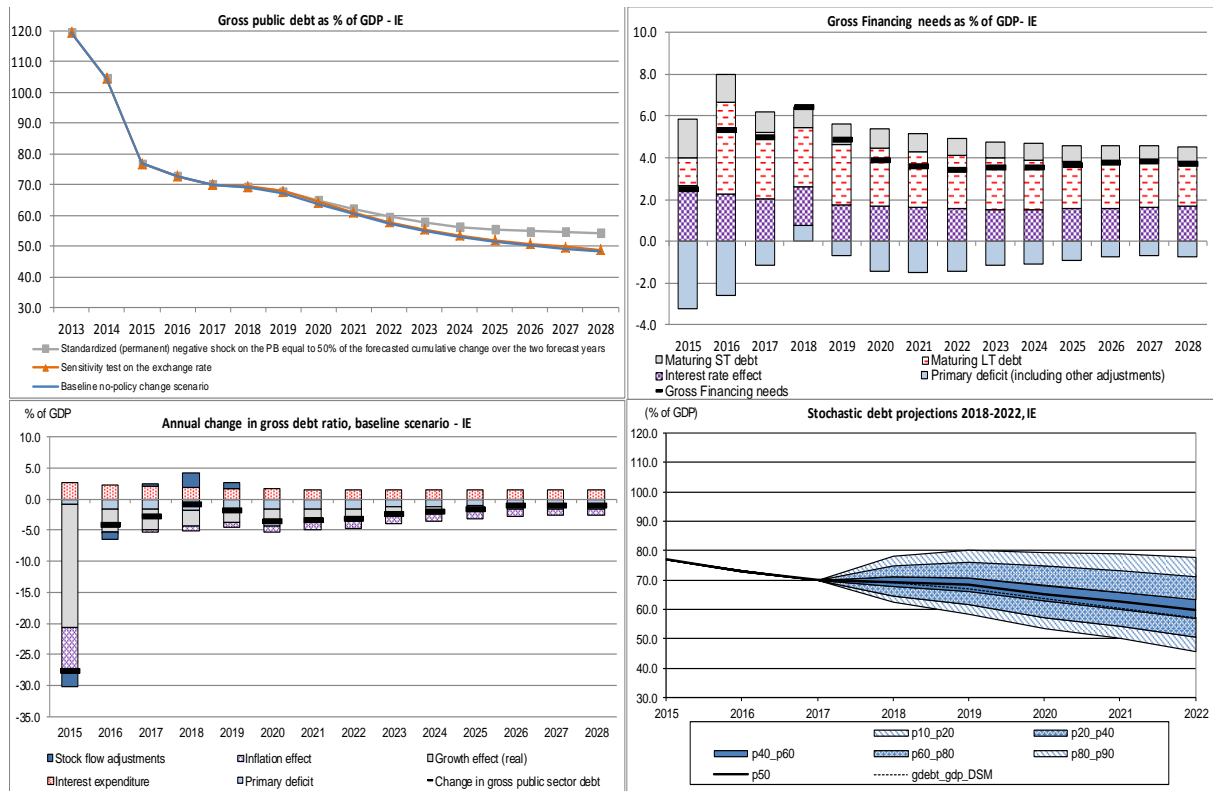 Gross public debt as % of GDP - IE
120.0
110.0
100.0
90.0
80.0
70.0
60.0
50.0
40.0
30.0
2013 2014 2015 2016 2017 2018 2019 2020 2021 2022 2023 2024 2025 2026 2027 2028
Standardized (permanent) negative shock on the PB equal to 50% of the forecasted cumulative change over the two forecast years
Sensitivity test on the exchange rate
Baseline no-policy change scenario
Gross Financing needs as % of GDP- IE
10.0
8.0
6.0
4.0
2.0
0.0
-2.0
-4.0
2015 2016 2017 2018 2019 2020 2021 2022 2023 2024 2025 2026 2027 2028
Maturing ST debt Maturing LT debt
Interest rate effect Primary deficit (including other adjustments)
Gross Financing needs
% of GDP
Annual change in gross debt ratio, baseline scenario - IE
10.0
5.0
0.0
-5.0
-10.0
-15.0
-20.0
-25.0
-30.0
-35.0
2015 2016 2017 2018 2019 2020 2021 2022 2023 2024 2025 2026 2027 2028
Stock flow adjustments Inflation effect Growth effect (real)
Interest expenditure Primary deficit Change in gross public sector debt
(% of GDP)
Stochastic debt projections 2018-2022, IE
120.0
110.0
100.0
90.0
80.0
70.0
60.0
50.0
40.0
30.0
2015 2016 2017 2018 2019 2020 2021 2022
p10_p20 p20_p40
p40_p60 p60_p80 p80_p90
p50 gdebt_gdp_DSM